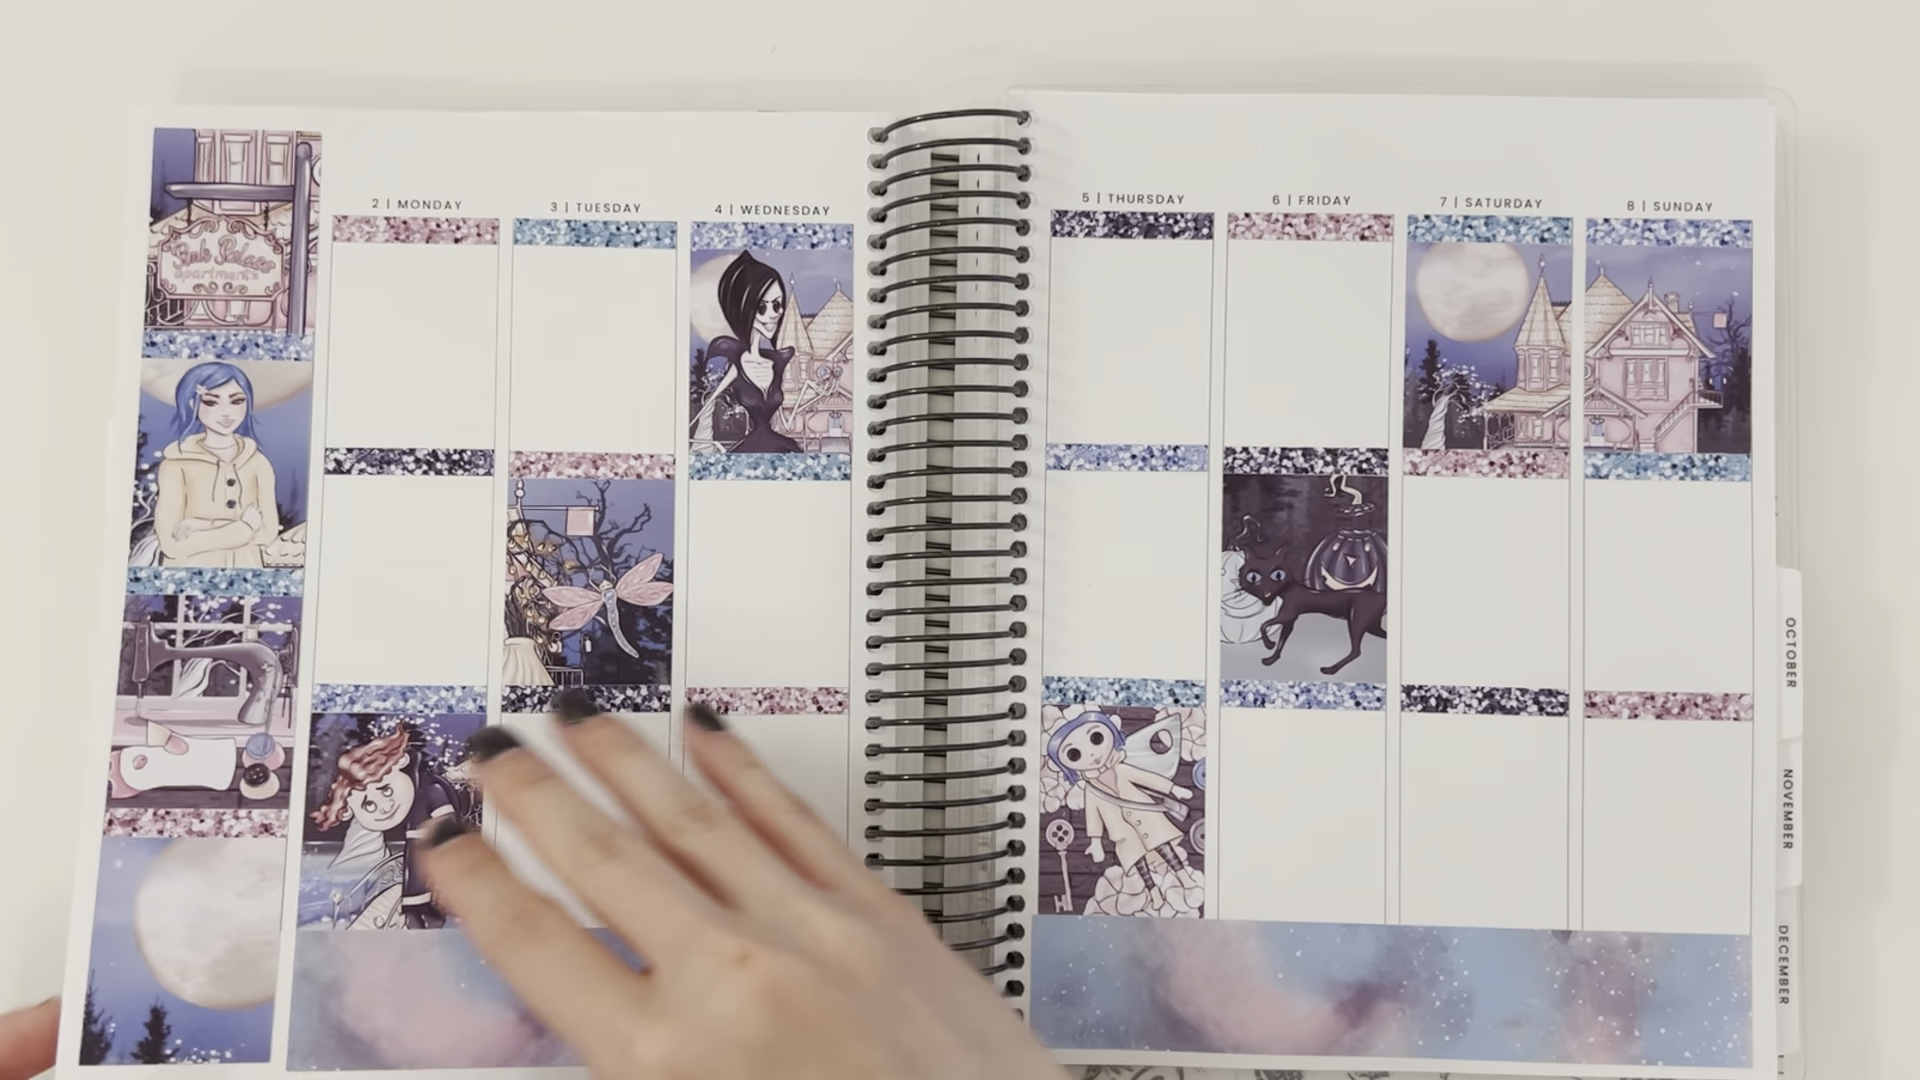 Pink Palace
apartments
2 | MONDAY
3 | TUESDAY
4 | WEDNESDAY
5 | THURSDAY
6 | FRIDAY
7 | SATURDAY
8 | SUNDAY
OCTOBER
NOVEMBER
DECEMBER